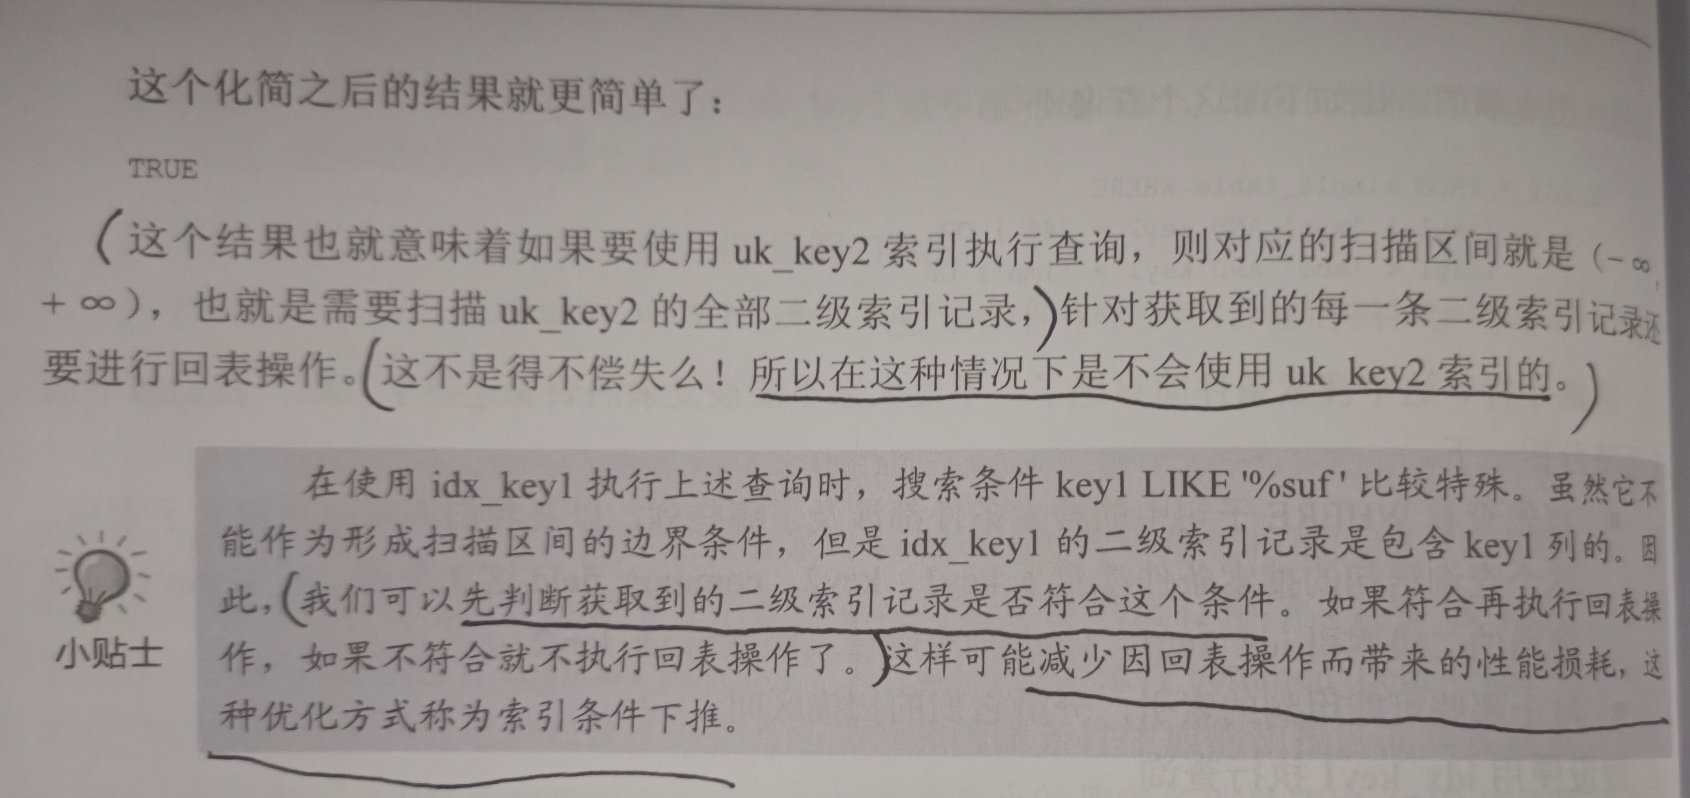 这个化简之后的结果就更简单了：
TRUE
这个结果也就意味着如果要使用 uk_key2 索引执行查询，则对应的扫描区间就是 (-∞,
+∞)，也就是需要扫描 uk_key2 的全部二级索引记录，针对获取到的每一条二级索引记录还
要进行回表操作。这不是得不偿失么！所以在这种情况下是不会使用 uk_key2 索引的。
在使用 idx_key1 执行上述查询时，搜索条件 key1 LIKE '%suf' 比较特殊。虽然它不
能作为形成扫描区间的边界条件，但是 idx_key1 的二级索引记录是包含 key1 列的。因
此，我们可以先判断获取到的二级索引记录是否符合这个条件。如果符合再执行回表操
作，如果不符合就不执行回表操作了。这样可能减少因回表操作而带来的性能损耗，这
种优化方式称为索引条件下推。
小贴士